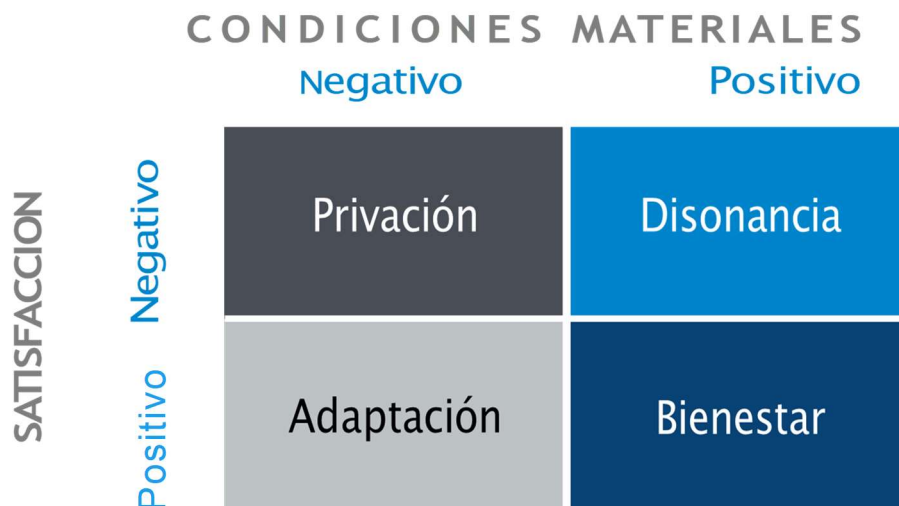 CONDICIONES MATERIALES
Negativo Positivo
SATISFACCION
Negativo
Privación Disonancia
Positivo
Adaptación Bienestar